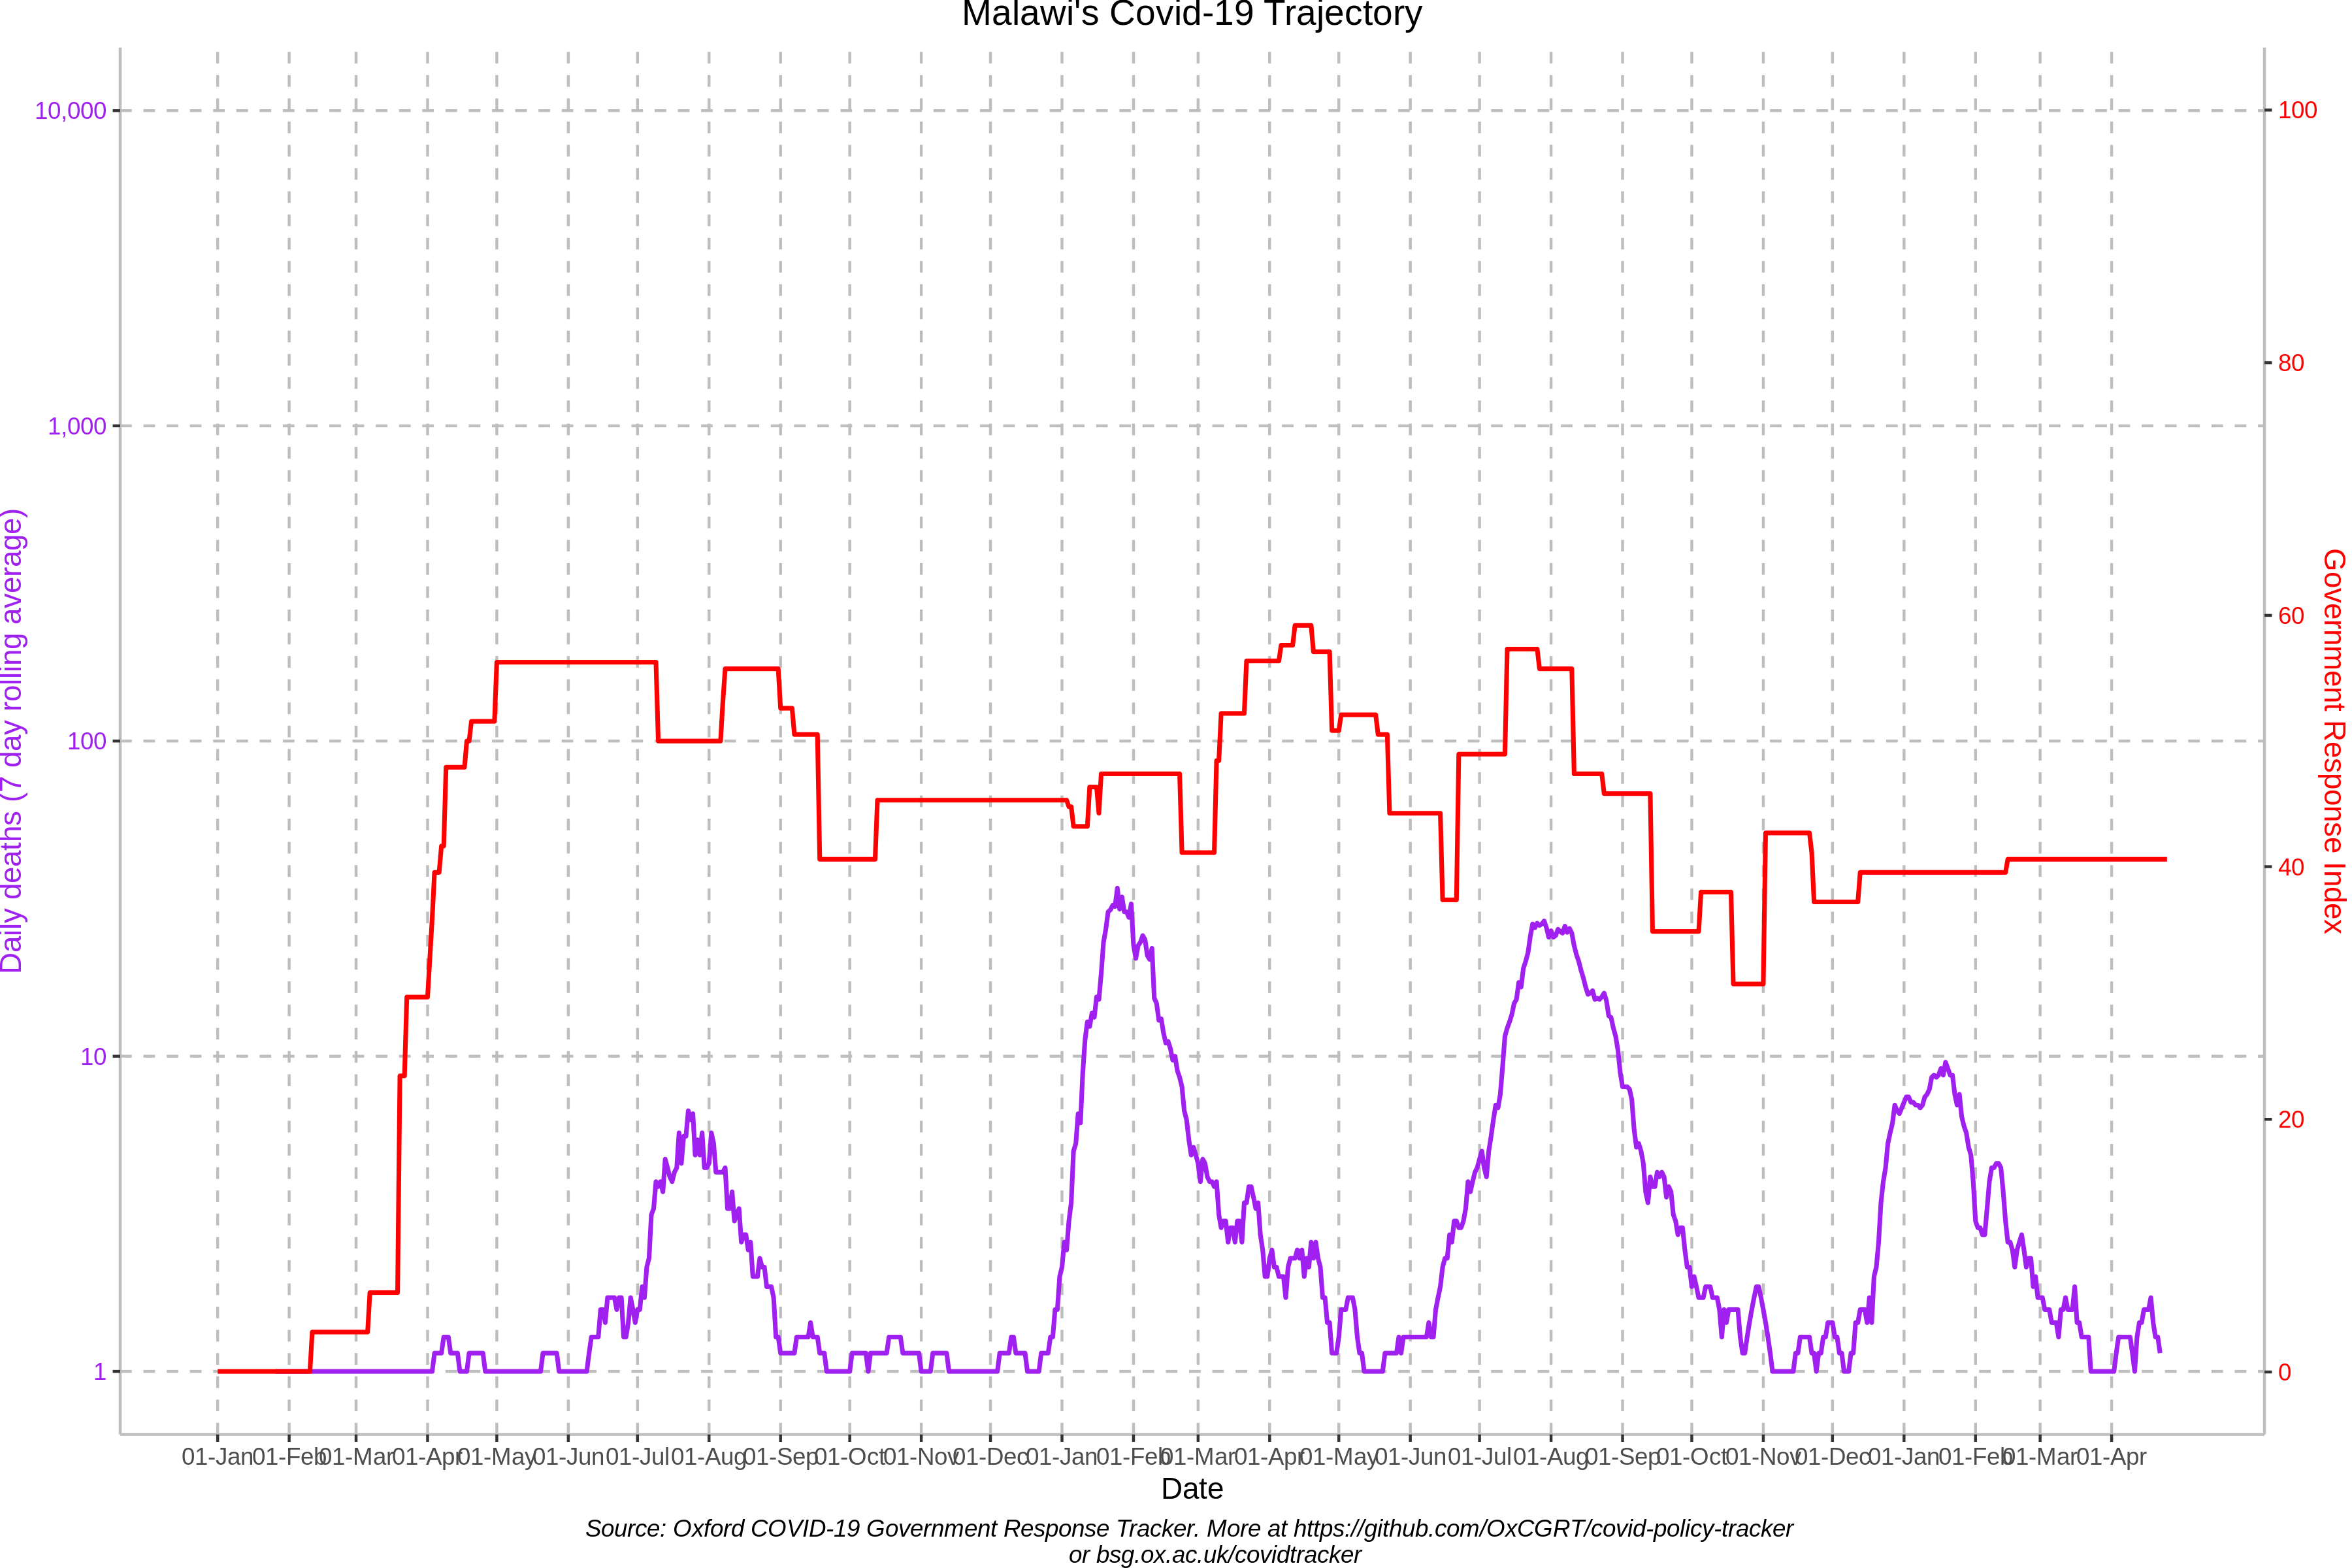 Malawi's Covid-19 Trajectory
Daily deaths (7 day rolling average)
10,000
1,000
100
10
1
100
80
60
40
20
0
Government Response Index
01-Jan 01-Feb 01-Mar 01-Apr 01-May 01-Jun 01-Jul 01-Aug 01-Sep 01-Oct 01-Nov 01-Dec 01-Jan 01-Feb 01-Mar 01-Apr 01-May 01-Jun 01-Jul 01-Aug 01-Sep 01-Oct 01-Nov 01-Dec 01-Jan 01-Feb 01-Mar 01-Apr
Date
Source: Oxford COVID-19 Government Response Tracker. More at https://github.com/OxCGRT/covid-policy-tracker
or bsg.ox.ac.uk/covidtracker